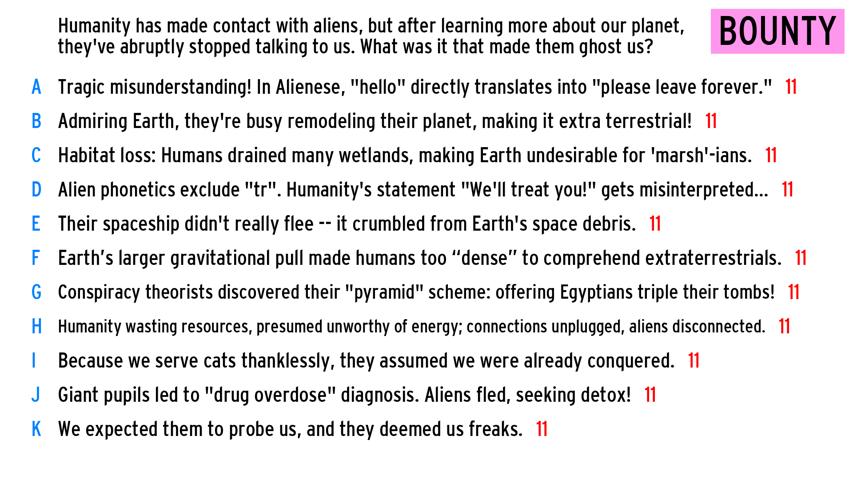 Humanity has made contact with aliens, but after learning more about our planet,
they've abruptly stopped talking to us. What was it that made them ghost us?
BOUNTY
A Tragic misunderstanding! In Alienese, "hello" directly translates into "please leave forever." 11
B Admiring Earth, they're busy remodeling their planet, making it extra terrestrial! 11
C Habitat loss: Humans drained many wetlands, making Earth undesirable for 'marsh'-ians. 11
D Alien phonetics exclude "tr". Humanity's statement "We'll treat you!" gets misinterpreted... 11
E Their spaceship didn't really flee -- it crumbled from Earth's space debris. 11
F Earth’s larger gravitational pull made humans too “dense” to comprehend extraterrestrials. 11
G Conspiracy theorists discovered their "pyramid" scheme: offering Egyptians triple their tombs! 11
H Humanity wasting resources, presumed unworthy of energy; connections unplugged, aliens disconnected. 11
I Because we serve cats thanklessly, they assumed we were already conquered. 11
J Giant pupils led to "drug overdose" diagnosis. Aliens fled, seeking detox! 11
K We expected them to probe us, and they deemed us freaks. 11